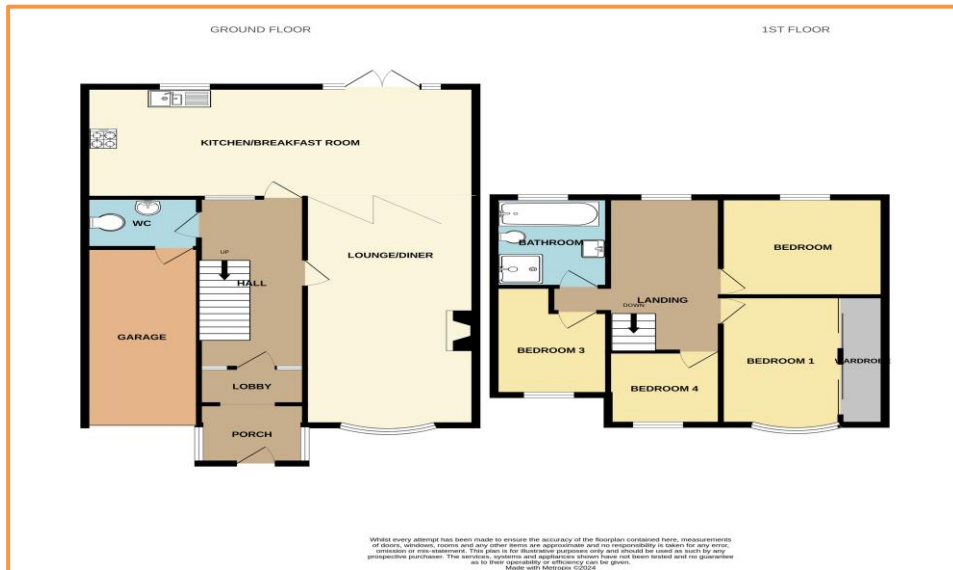 GROUND FLOOR
1ST FLOOR
KITCHEN/BREAKFAST ROOM
WC
UP
HALL
LOUNGE/DINER
GARAGE
LOBBY
PORCH
BATHROOM
BEDROOM
LANDING
DOWN
BEDROOM 3
BEDROOM 1
WARDROBE
BEDROOM 4
Whilst every attempt has been made to ensure the accuracy of the floorplan contained here, measurements
of doors, windows, rooms and any other items are approximate and no responsibility is taken for any error,
omission or mis-statement. This plan is for illustrative purposes only and should be used as such by any
prospective purchaser. The services, systems and appliances shown have not been tested and no guarantee
as to their operability or efficiency can be given.
Made with Metropix ©2024